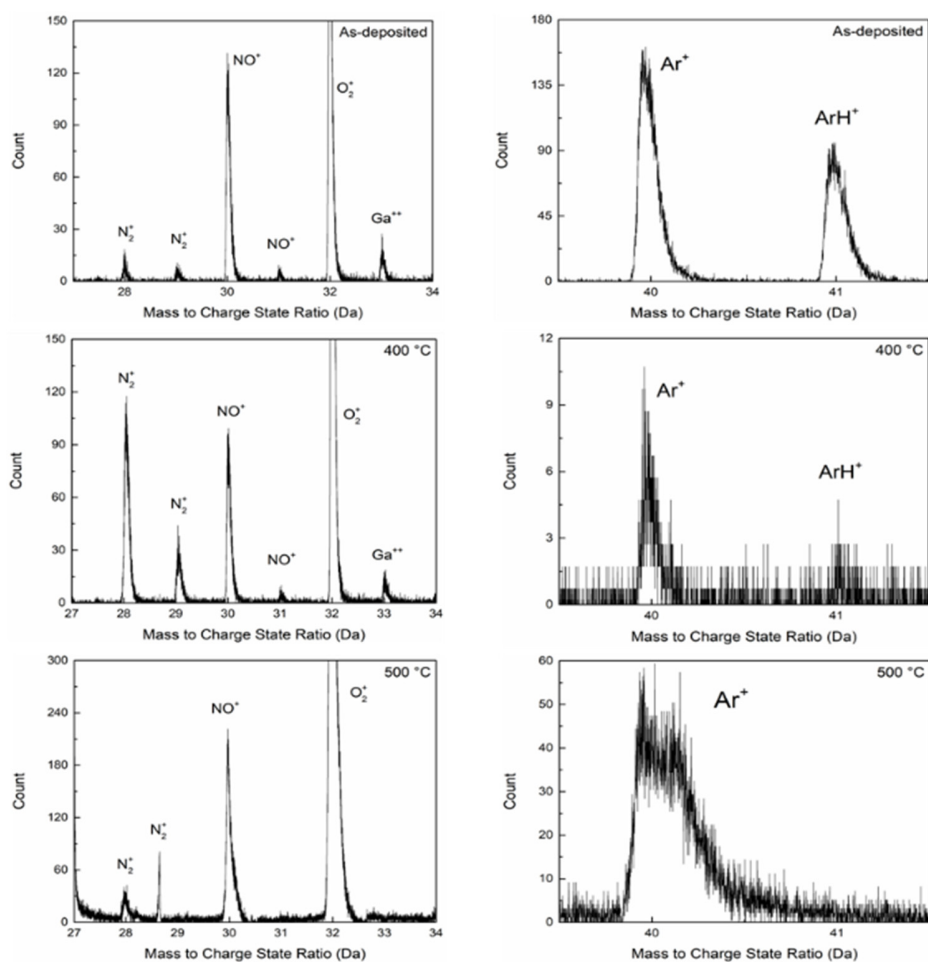 As-deposited
150
120
90
60
30
0
Count
N₂⁺
N₂⁺
NO⁺
NO⁺
O₂⁺
Ga⁺⁺
28
30
32
34
Mass to Charge State Ratio (Da)
As-deposited
180
135
90
45
0
Count
Ar⁺
ArH⁺
40
41
Mass to Charge State Ratio (Da)
400 °C
150
120
90
60
30
0
Count
N₂⁺
N₂⁺
NO⁺
NO⁺
O₂⁺
Ga⁺⁺
27
28
29
30
31
32
33
34
Mass to Charge State Ratio (Da)
400 °C
12
9
6
3
0
Count
Ar⁺
ArH⁺
40
41
Mass to Charge State Ratio (Da)
500 °C
300
240
180
120
60
0
Count
N₂⁺
N₂⁺
NO⁺
O₂⁺
27
28
29
30
31
32
33
34
Mass to Charge State Ratio (Da)
500 °C
60
50
40
30
20
10
0
Count
Ar⁺
40
41
Mass to Charge State Ratio (Da)